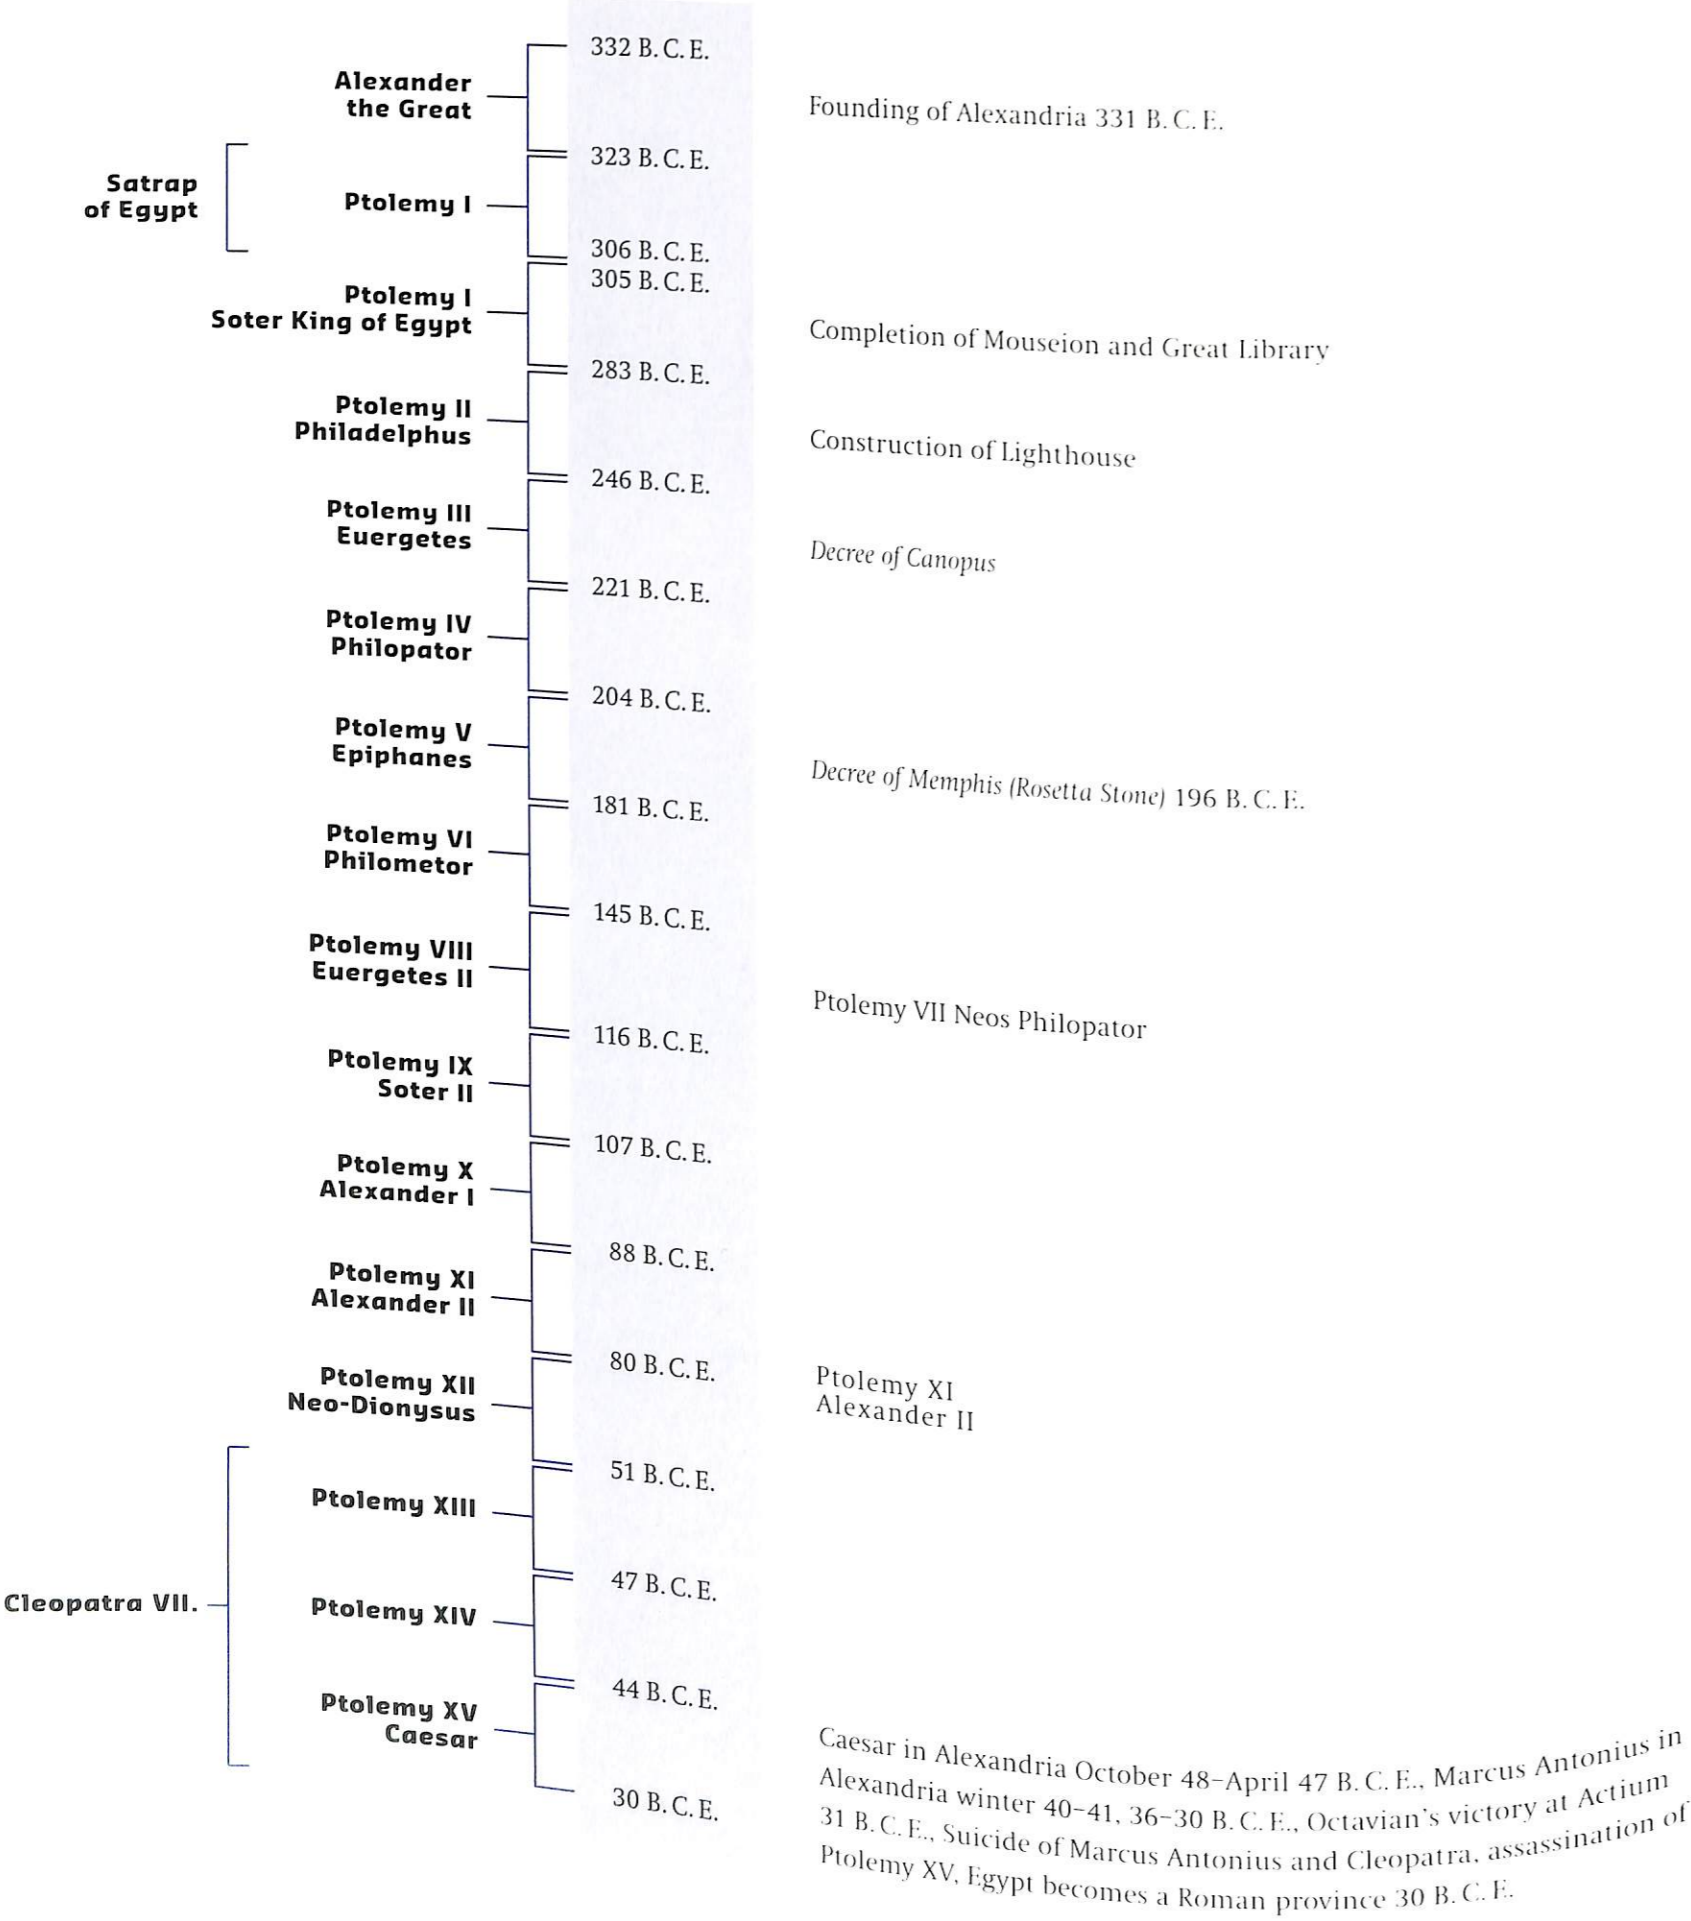 332 B.C.E.
Alexander
the Great
Founding of Alexandria 331 B.C.E.
323 B.C.E.
Satrap
of Egypt
Ptolemy I
306 B.C.E.
305 B.C.E.
Ptolemy I
Soter King of Egypt
Completion of Mouseion and Great Library
283 B.C.E.
Ptolemy II
Philadelphus
Construction of Lighthouse
246 B.C.E.
Ptolemy III
Euergetes
Decree of Canopus
221 B.C.E.
Ptolemy IV
Philopator
204 B.C.E.
Ptolemy V
Epiphanes
Decree of Memphis (Rosetta Stone) 196 B.C.E.
181 B.C.E.
Ptolemy VI
Philometor
145 B.C.E.
Ptolemy VIII
Euergetes II
Ptolemy VII Neos Philopator
116 B.C.E.
Ptolemy IX
Soter II
107 B.C.E.
Ptolemy X
Alexander I
88 B.C.E.
Ptolemy XI
Alexander II
80 B.C.E.
Ptolemy XII
Neo-Dionysus
Ptolemy XI
Alexander II
51 B.C.E.
Ptolemy XIII
47 B.C.E.
Cleopatra VII.
Ptolemy XIV
44 B.C.E.
Ptolemy XV
Caesar
30 B.C.E.
Caesar in Alexandria October 48–April 47 B.C.E., Marcus Antonius in
Alexandria winter 40–41, 36–30 B.C.E., Octavian's victory at Actium
31 B.C.E., Suicide of Marcus Antonius and Cleopatra, assassination of
Ptolemy XV, Egypt becomes a Roman province 30 B.C.E.